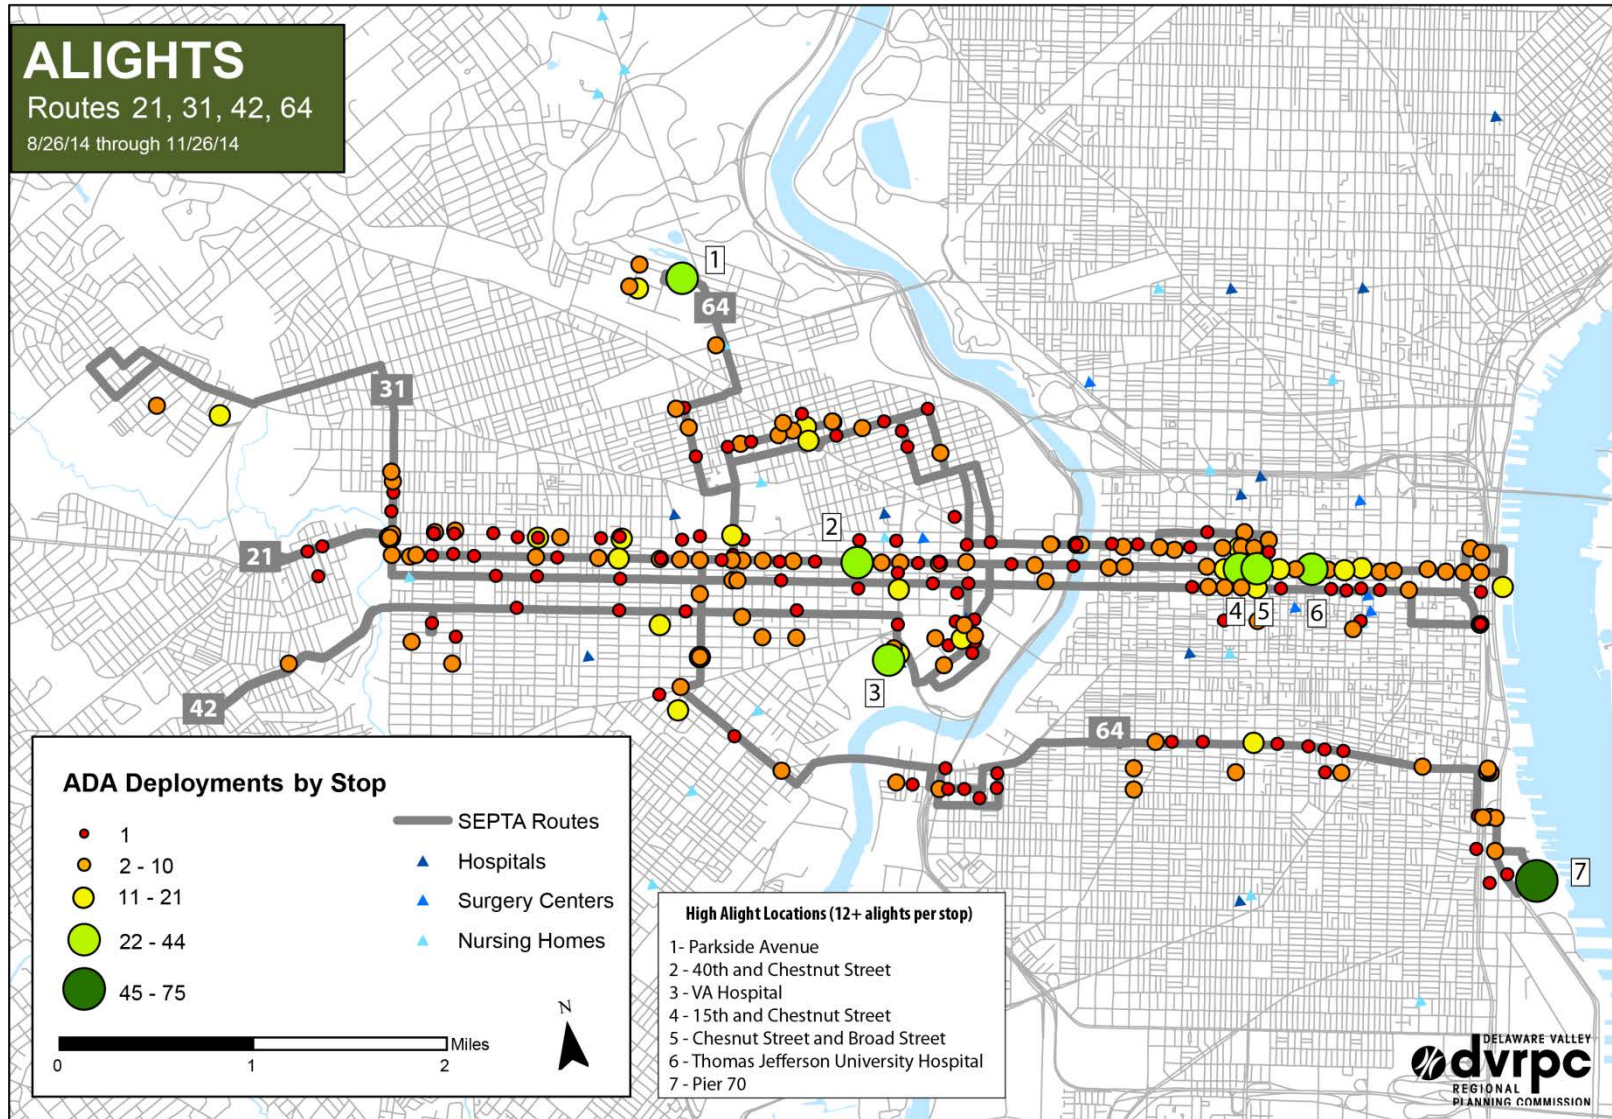 ALIGHTS
Routes 21, 31, 42, 64
8/26/14 through 11/26/14
1
64
31
2
21
4
5
6
3
42
64
7
ADA Deployments by Stop
1
2 - 10
11 - 21
22 - 44
45 - 75
SEPTA Routes
Hospitals
Surgery Centers
Nursing Homes
N
Miles
0
1
2
High Alight Locations (12+ alights per stop)
1- Parkside Avenue
2 - 40th and Chestnut Street
3 - VA Hospital
4 - 15th and Chestnut Street
5 - Chesnut Street and Broad Street
6 - Thomas Jefferson University Hospital
7 - Pier 70
DELAWARE VALLEY
dvrpc
REGIONAL
PLANNING COMMISSION